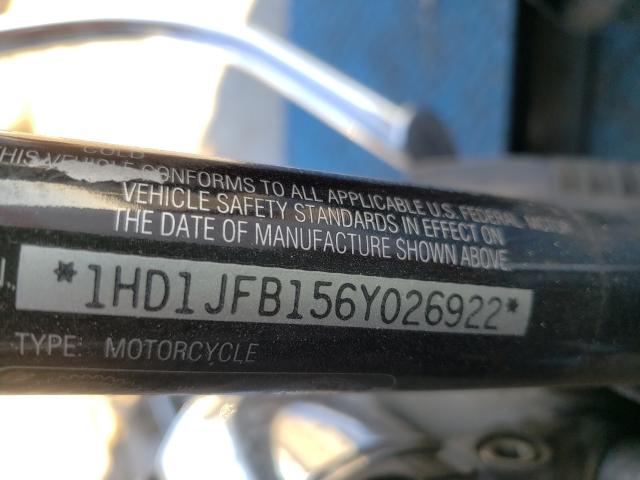 COLD
THIS VEHICLE CONFORMS TO ALL APPLICABLE U.S. FEDERAL MOTOR
VEHICLE SAFETY STANDARDS IN EFFECT ON
THE DATE OF MANUFACTURE SHOWN ABOVE
*1HD1JFB156Y026922*
TYPE: MOTORCYCLE